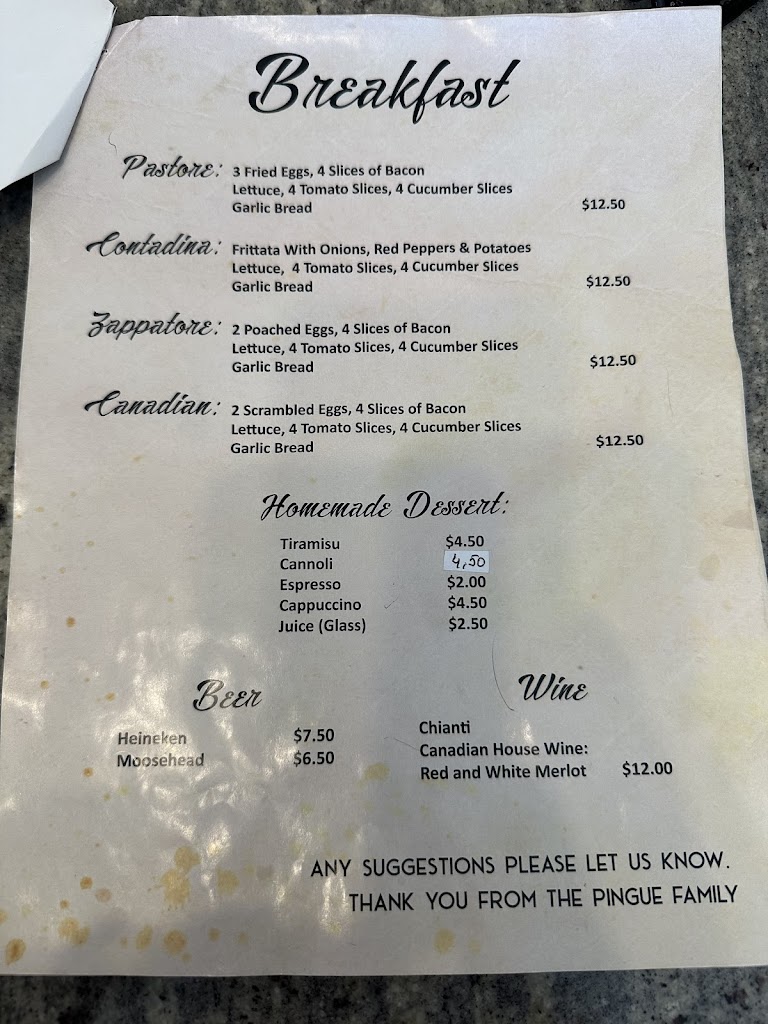 Breakfast
Pastore: 3 Fried Eggs, 4 Slices of Bacon
Lettuce, 4 Tomato Slices, 4 Cucumber Slices
Garlic Bread $12.50
Contadina: Frittata With Onions, Red Peppers & Potatoes
Lettuce, 4 Tomato Slices, 4 Cucumber Slices
Garlic Bread $12.50
Zappatore: 2 Poached Eggs, 4 Slices of Bacon
Lettuce, 4 Tomato Slices, 4 Cucumber Slices
Garlic Bread $12.50
Canadian: 2 Scrambled Eggs, 4 Slices of Bacon
Lettuce, 4 Tomato Slices, 4 Cucumber Slices
Garlic Bread $12.50
Homemade Dessert:
Tiramisu $4.50
Cannoli 4,50
Espresso $2.00
Cappuccino $4.50
Juice (Glass) $2.50
Beer
Heineken $7.50
Moosehead $6.50
Wine
Chianti
Canadian House Wine:
Red and White Merlot $12.00
ANY SUGGESTIONS PLEASE LET US KNOW.
THANK YOU FROM THE PINGUE FAMILY